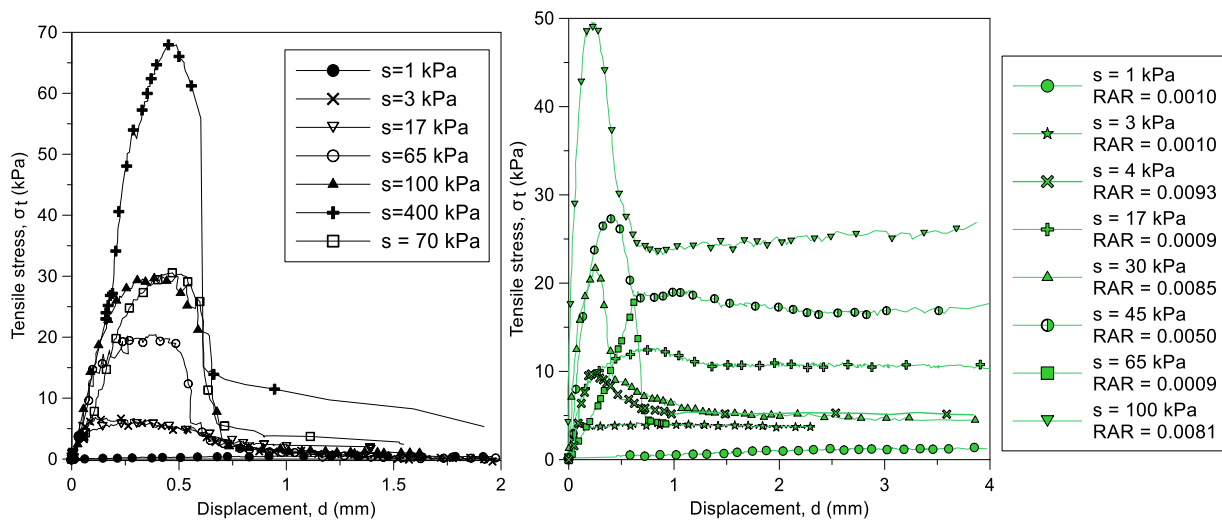 70
60
50
40
30
20
10
0
Tensile stress, σt (kPa)
0
0.5
1
1.5
2
Displacement, d (mm)
s=1 kPa
s=3 kPa
s=17 kPa
s=65 kPa
s=100 kPa
s=400 kPa
s = 70 kPa
50
40
30
20
10
0
Tensile stress, σt (kPa)
0
1
2
3
4
Displacement, d (mm)
s = 1 kPa
RAR = 0.0010
s = 3 kPa
RAR = 0.0010
s = 4 kPa
RAR = 0.0093
s = 17 kPa
RAR = 0.0009
s = 30 kPa
RAR = 0.0085
s = 45 kPa
RAR = 0.0050
s = 65 kPa
RAR = 0.0009
s = 100 kPa
RAR = 0.0081